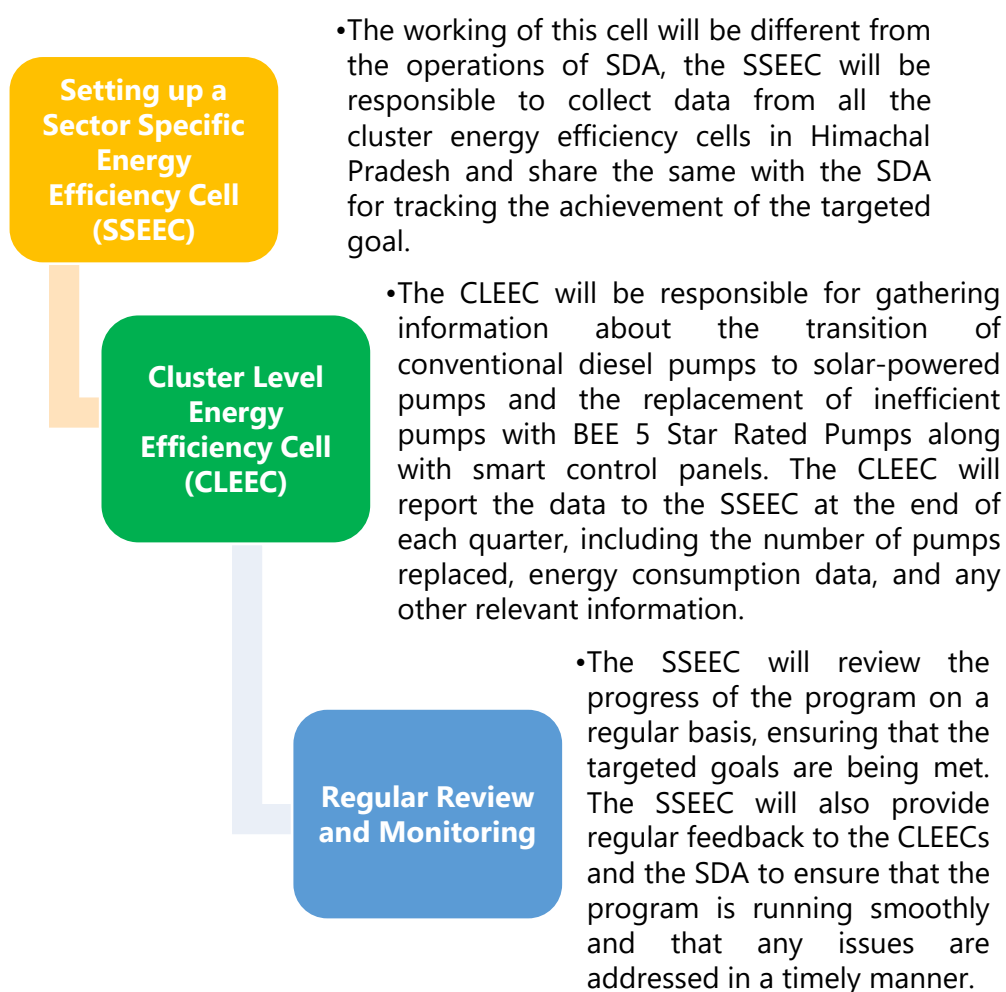 Setting up a
Sector Specific
Energy
Efficiency Cell
(SSEEC)
•The working of this cell will be different from
the operations of SDA, the SSEEC will be
responsible to collect data from all the
cluster energy efficiency cells in Himachal
Pradesh and share the same with the SDA
for tracking the achievement of the targeted
goal.
Cluster Level
Energy
Efficiency Cell
(CLEEC)
•The CLEEC will be responsible for gathering
information about the transition of
conventional diesel pumps to solar-powered
pumps and the replacement of inefficient
pumps with BEE 5 Star Rated Pumps along
with smart control panels. The CLEEC will
report the data to the SSEEC at the end of
each quarter, including the number of pumps
replaced, energy consumption data, and any
other relevant information.
Regular Review
and Monitoring
•The SSEEC will review the
progress of the program on a
regular basis, ensuring that the
targeted goals are being met.
The SSEEC will also provide
regular feedback to the CLEECs
and the SDA to ensure that the
program is running smoothly
and that any issues are
addressed in a timely manner.